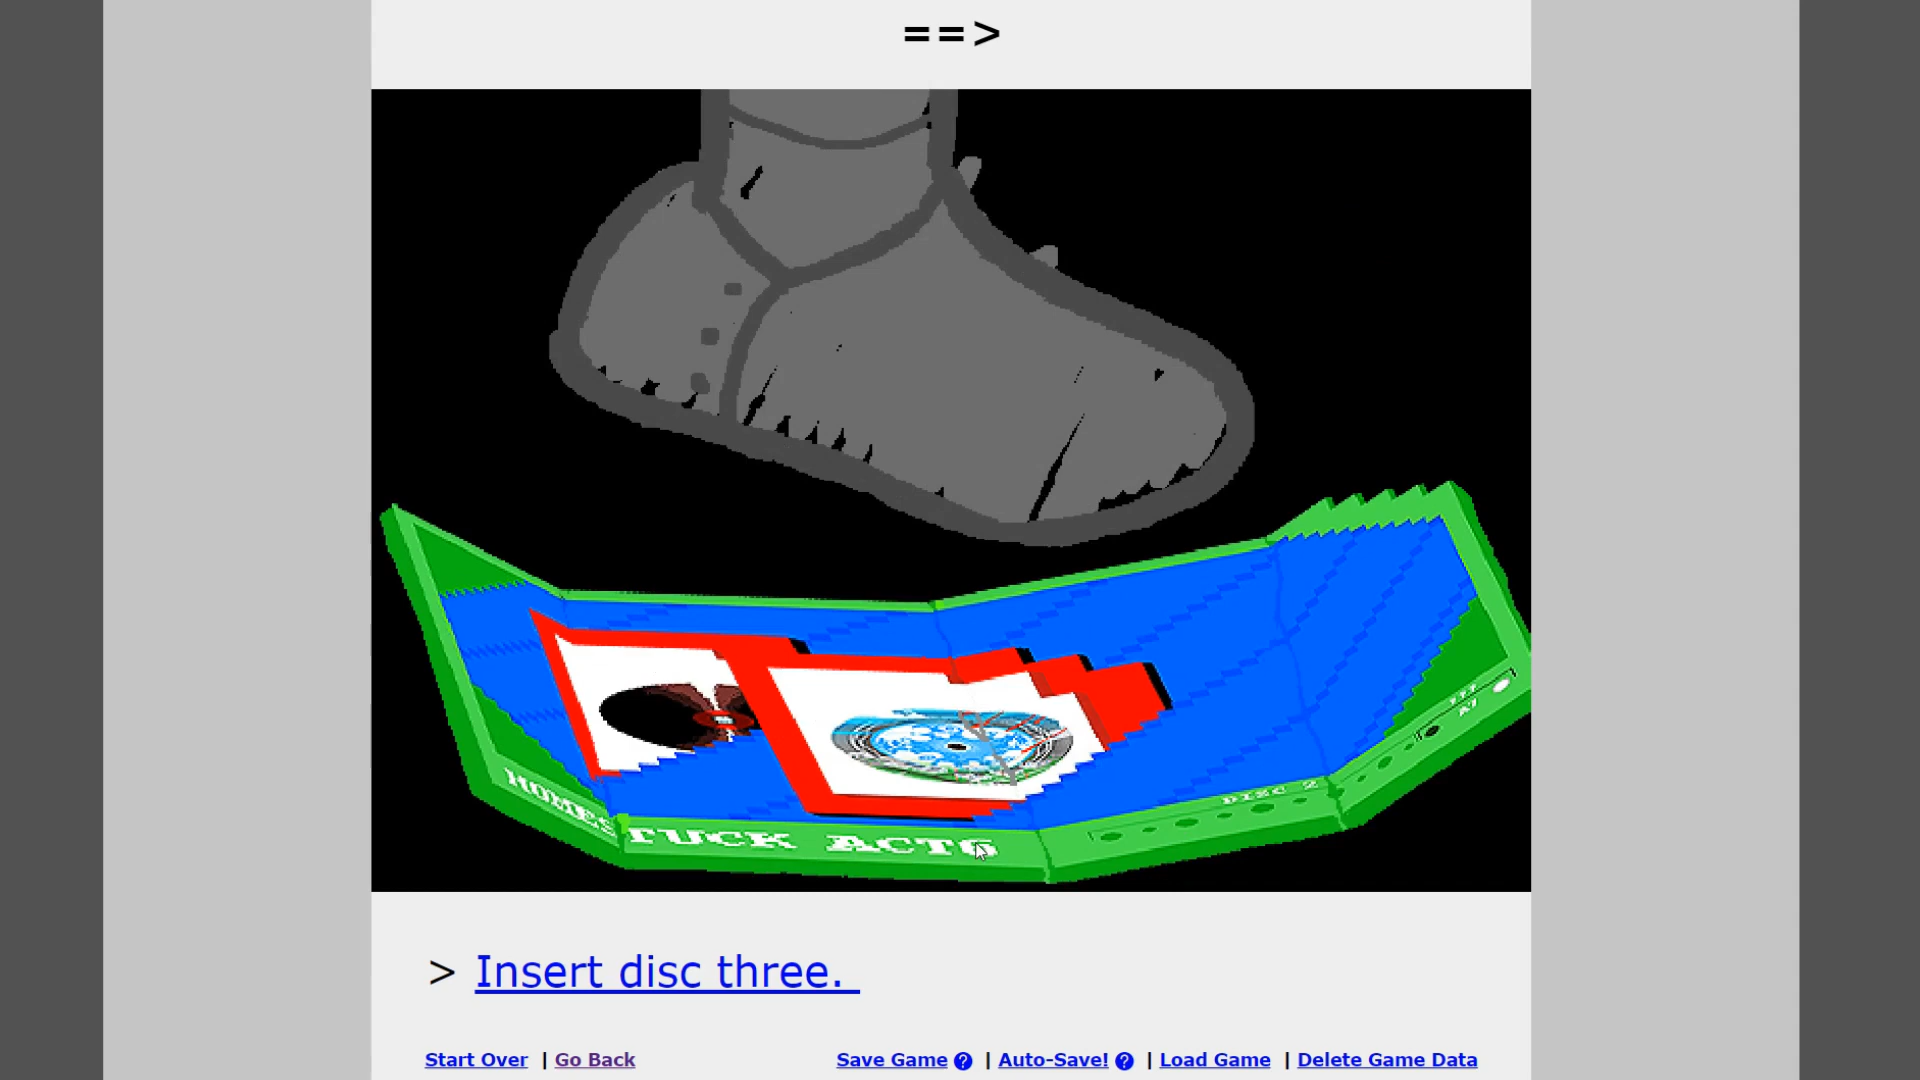 ==>
HOMESTUCK ACT6
DISC 2
> Insert disc three.
Start Over | Go Back
Save Game ? | Auto-Save! ? | Load Game | Delete Game Data